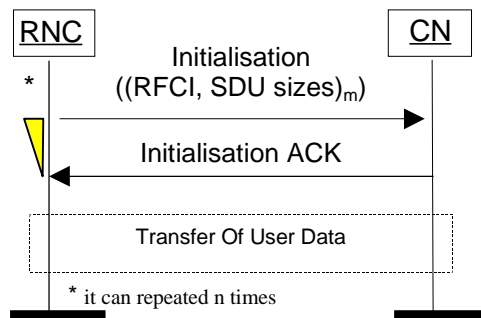 RNC
CN
Initialisation
*
((RFCI, SDU sizes)m)
Initialisation ACK
Transfer Of User Data
* it can repeated n times